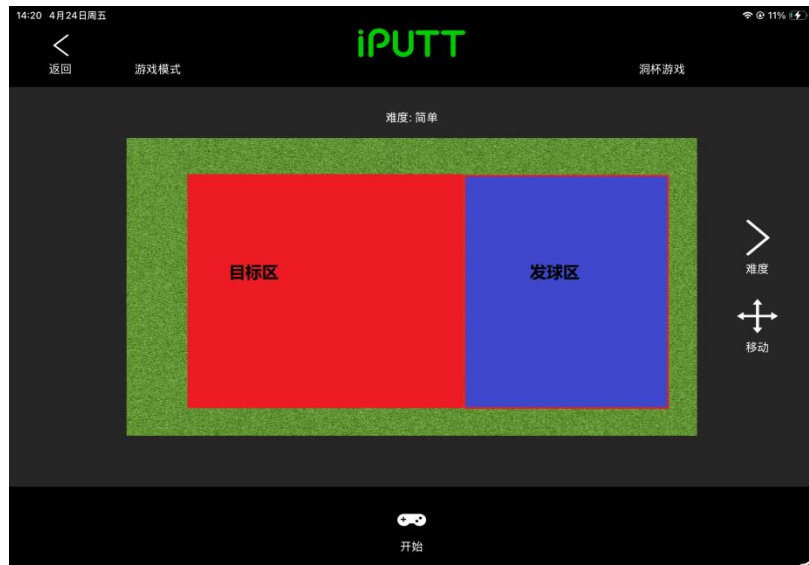 14:20 4月24日周五
11%
iPUTT
返回
游戏模式
洞杯游戏
难度: 简单
目标区
发球区
难度
移动
开始